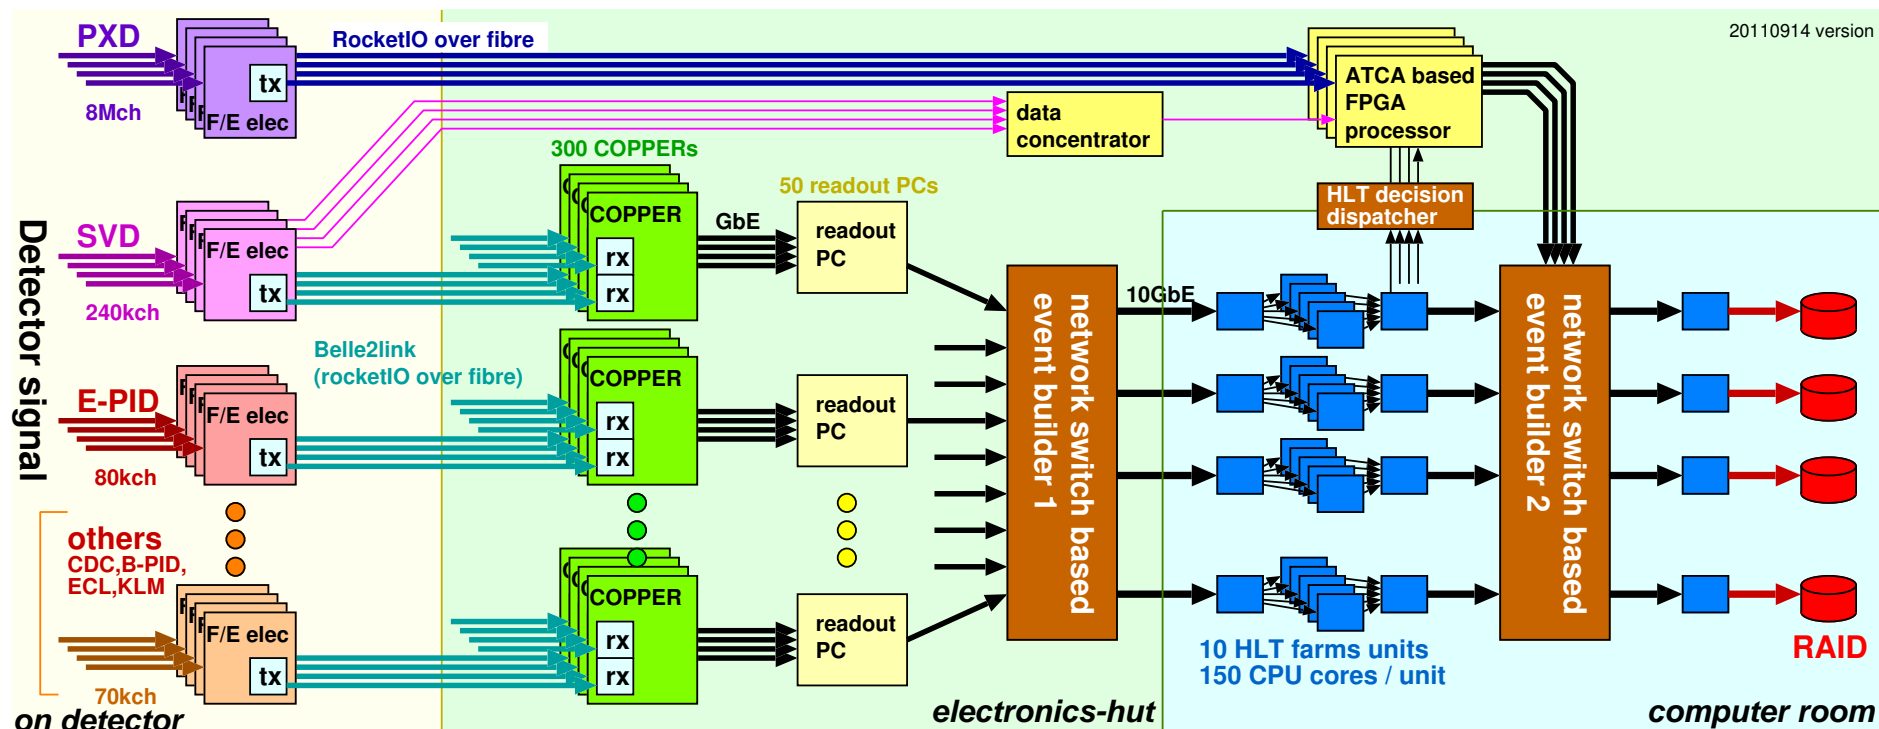 PXD
8Mch
F/E elec
tx
RocketIO over fibre
20110914 version
ATCA based
FPGA
processor
data
concentrator
HLT decision
dispatcher
Detector signal
SVD
240kch
F/E elec
tx
300 COPPERs
COPPER
rx
rx
GbE
50 readout PCs
readout
PC
network switch based
event builder 1
10GbE
network switch based
event builder 2
Belle2link
(rocketIO over fibre)
E-PID
80kch
F/E elec
tx
COPPER
rx
rx
readout
PC
others
CDC,B-PID,
ECL,KLM
70kch
F/E elec
tx
COPPER
rx
rx
readout
PC
10 HLT farms units
150 CPU cores / unit
RAID
on detector
electronics-hut
computer room